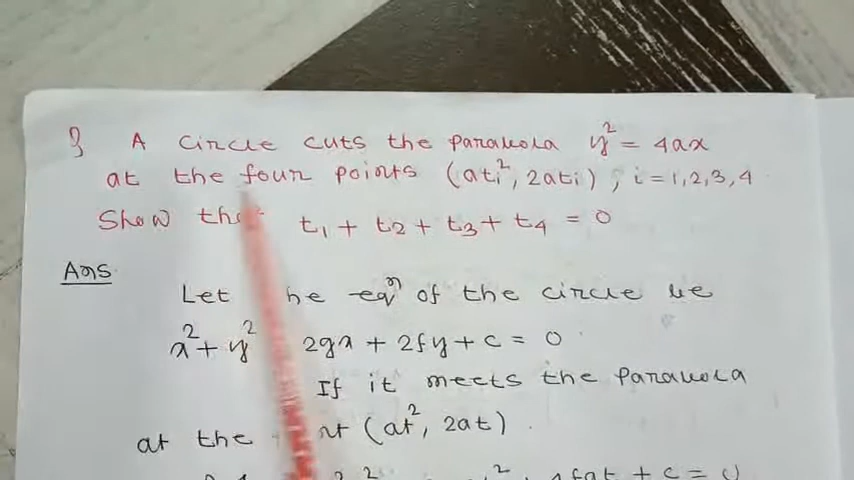 Q A circle cuts the parabola y² = 4ax
at the four points (ati², 2ati), i = 1, 2, 3, 4
Show t₁ + t₂ + t₃ + t₄ = 0
Ans
Let eqⁿ of the circle be
x² + y² 2gx + 2fy + c = 0
If it meets the parabola
at the (at², 2at).
+ c = 0